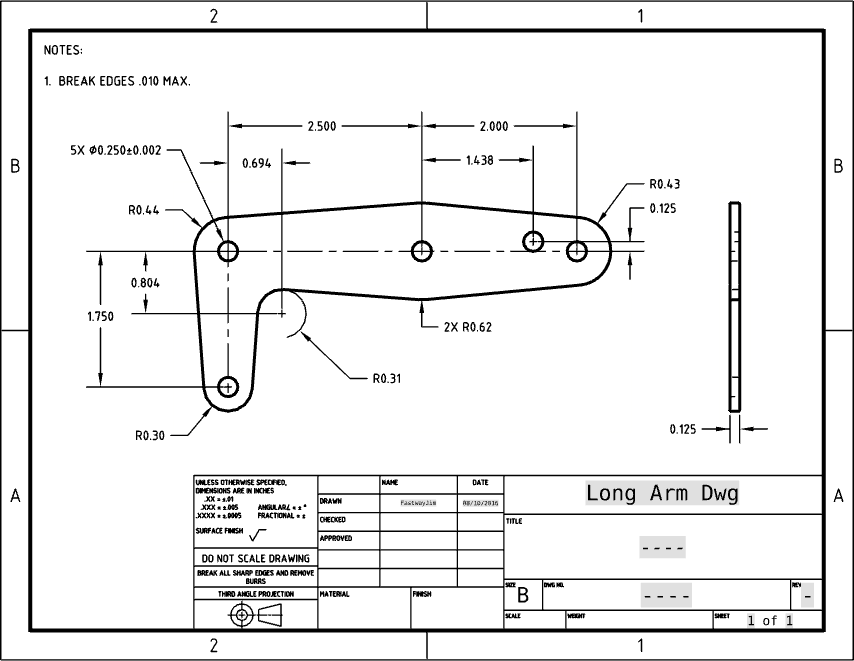 2 1
NOTES:
1. BREAK EDGES .010 MAX.
B B
2.500 2.000
5X Ø0.250±0.002
0.694
1.438
R0.44
R0.43
0.125
0.804
1.750
2X R0.62
R0.31
R0.30
0.125
A A
UNLESS OTHERWISE SPECIFIED,
DIMENSIONS ARE IN INCHES
.XX = ±.01
.XXX = ±.005 ANGULAR∠ = ± °
.XXXX = ±.0005 FRACTIONAL = ±
SURFACE FINISH √
DO NOT SCALE DRAWING
BREAK ALL SHARP EDGES AND REMOVE
BURRS
THIRD ANGLE PROJECTION
NAME DATE
DRAWN FastwayJim 08/10/2016
CHECKED
APPROVED
MATERIAL FINISH
Long Arm Dwg
TITLE
----
SIZE DWG NO. REV
B ---- -
SCALE WEIGHT SHEET 1 of 1
2 1